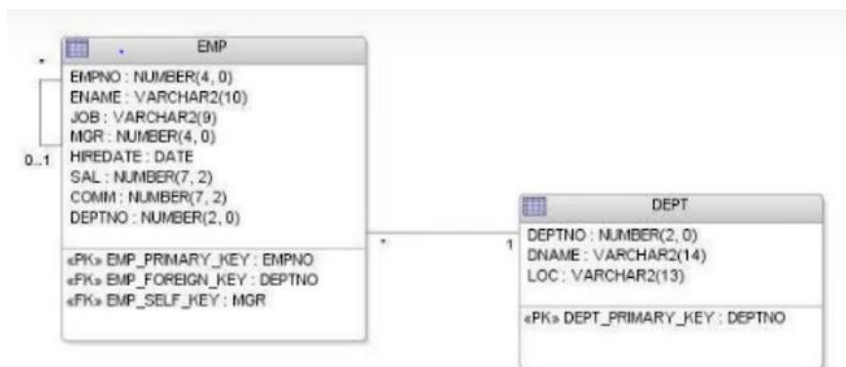 EMP
*
EMPNO : NUMBER(4, 0)
ENAME : VARCHAR2(10)
JOB : VARCHAR2(9)
MGR : NUMBER(4, 0)
0..1
HIREDATE : DATE
SAL : NUMBER(7, 2)
COMM : NUMBER(7, 2)
DEPTNO : NUMBER(2, 0)
«PK» EMP_PRIMARY_KEY : EMPNO
«FK» EMP_FOREIGN_KEY : DEPTNO
«FK» EMP_SELF_KEY : MGR
*
1
DEPT
DEPTNO : NUMBER(2, 0)
DNAME : VARCHAR2(14)
LOC : VARCHAR2(13)
«PK» DEPT_PRIMARY_KEY : DEPTNO